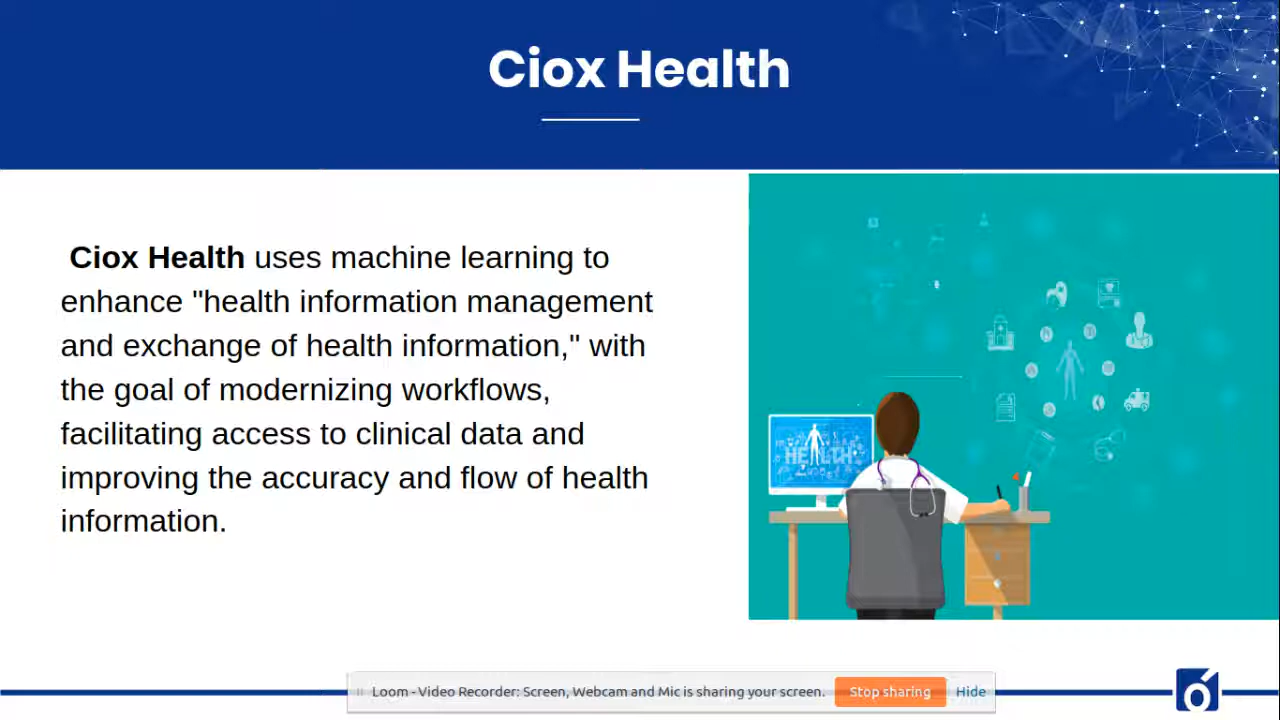 Ciox Health
Ciox Health uses machine learning to
enhance "health information management
and exchange of health information," with
the goal of modernizing workflows,
facilitating access to clinical data and
improving the accuracy and flow of health
information.
HEALTH
Loom - Video Recorder: Screen, Webcam and Mic is sharing your screen.
Stop sharing
Hide